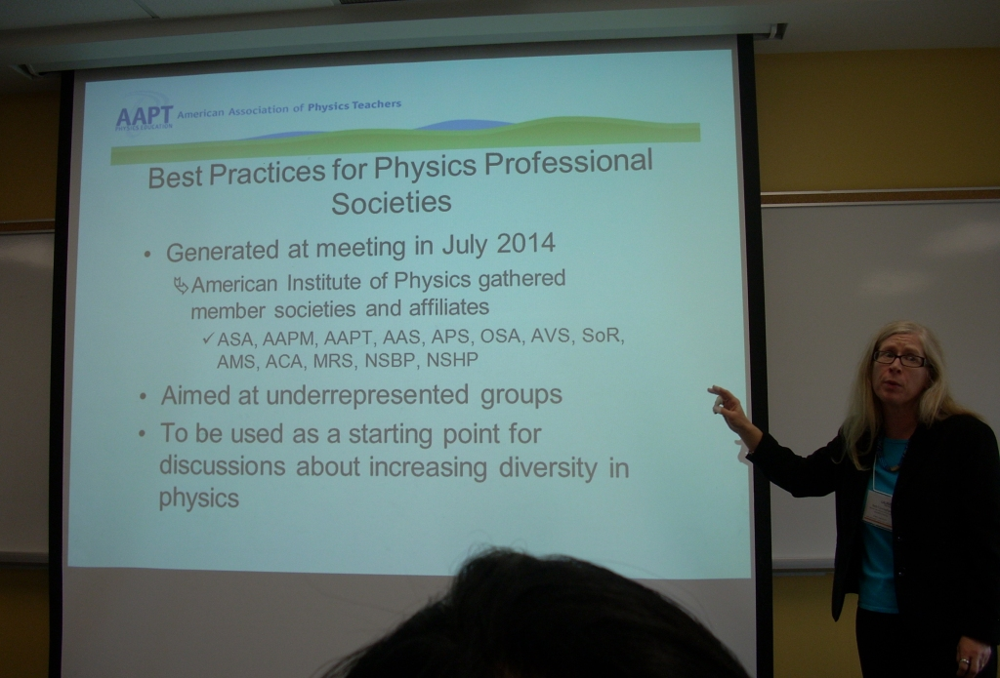 AAPT American Association of Physics Teachers
PHYSICS EDUCATION
Best Practices for Physics Professional
Societies
• Generated at meeting in July 2014
American Institute of Physics gathered
member societies and affiliates
✓ ASA, AAPM, AAPT, AAS, APS, OSA, AVS, SoR,
AMS, ACA, MRS, NSBP, NSHP
• Aimed at underrepresented groups
• To be used as a starting point for
discussions about increasing diversity in
physics